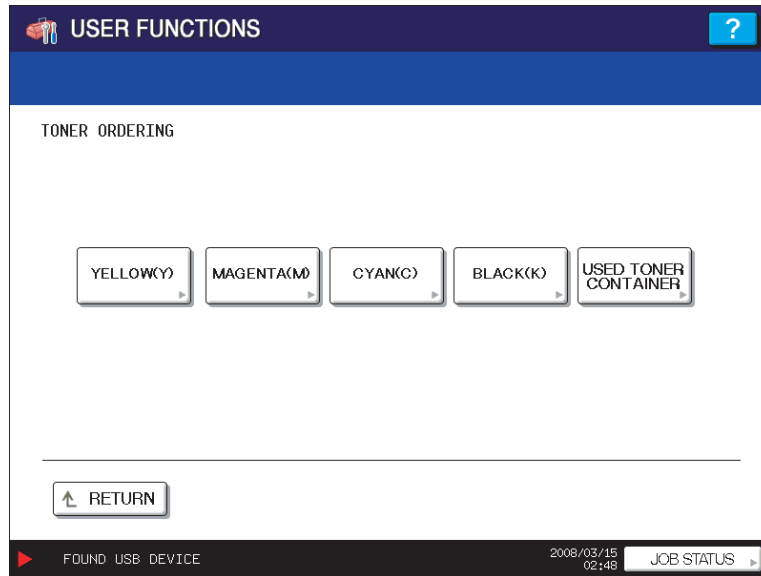 USER FUNCTIONS
?
TONER ORDERING
YELLOW(Y)
MAGENTA(M)
CYAN(C)
BLACK(K)
USED TONER
CONTAINER
RETURN
FOUND USB DEVICE
2008/03/15
02:48
JOB STATUS